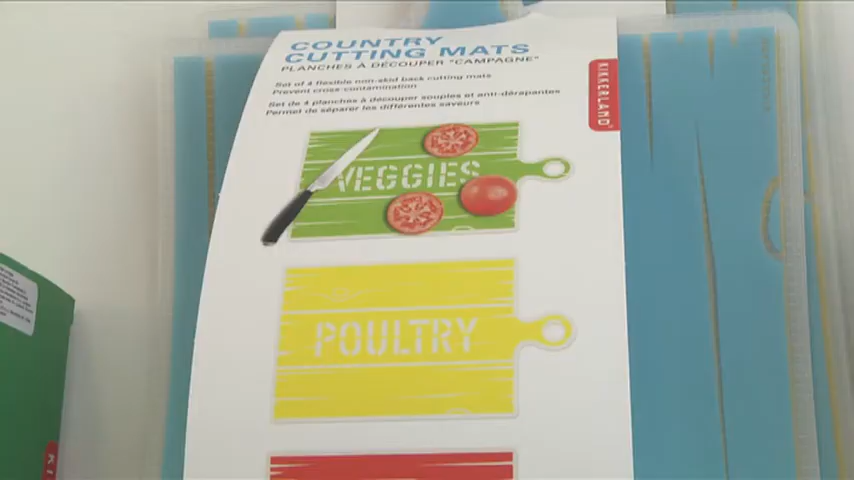 COUNTRY
CUTTING MATS
PLANCHES À DÉCOUPER "CAMPAGNE"
Set of 4 flexible non-skid back cutting mats
Prevent cross-contamination
Set de 4 planches à découper souples et anti-dérapantes
Permet de séparer les différentes saveurs
KIKKERLAND
VEGGIES
POULTRY